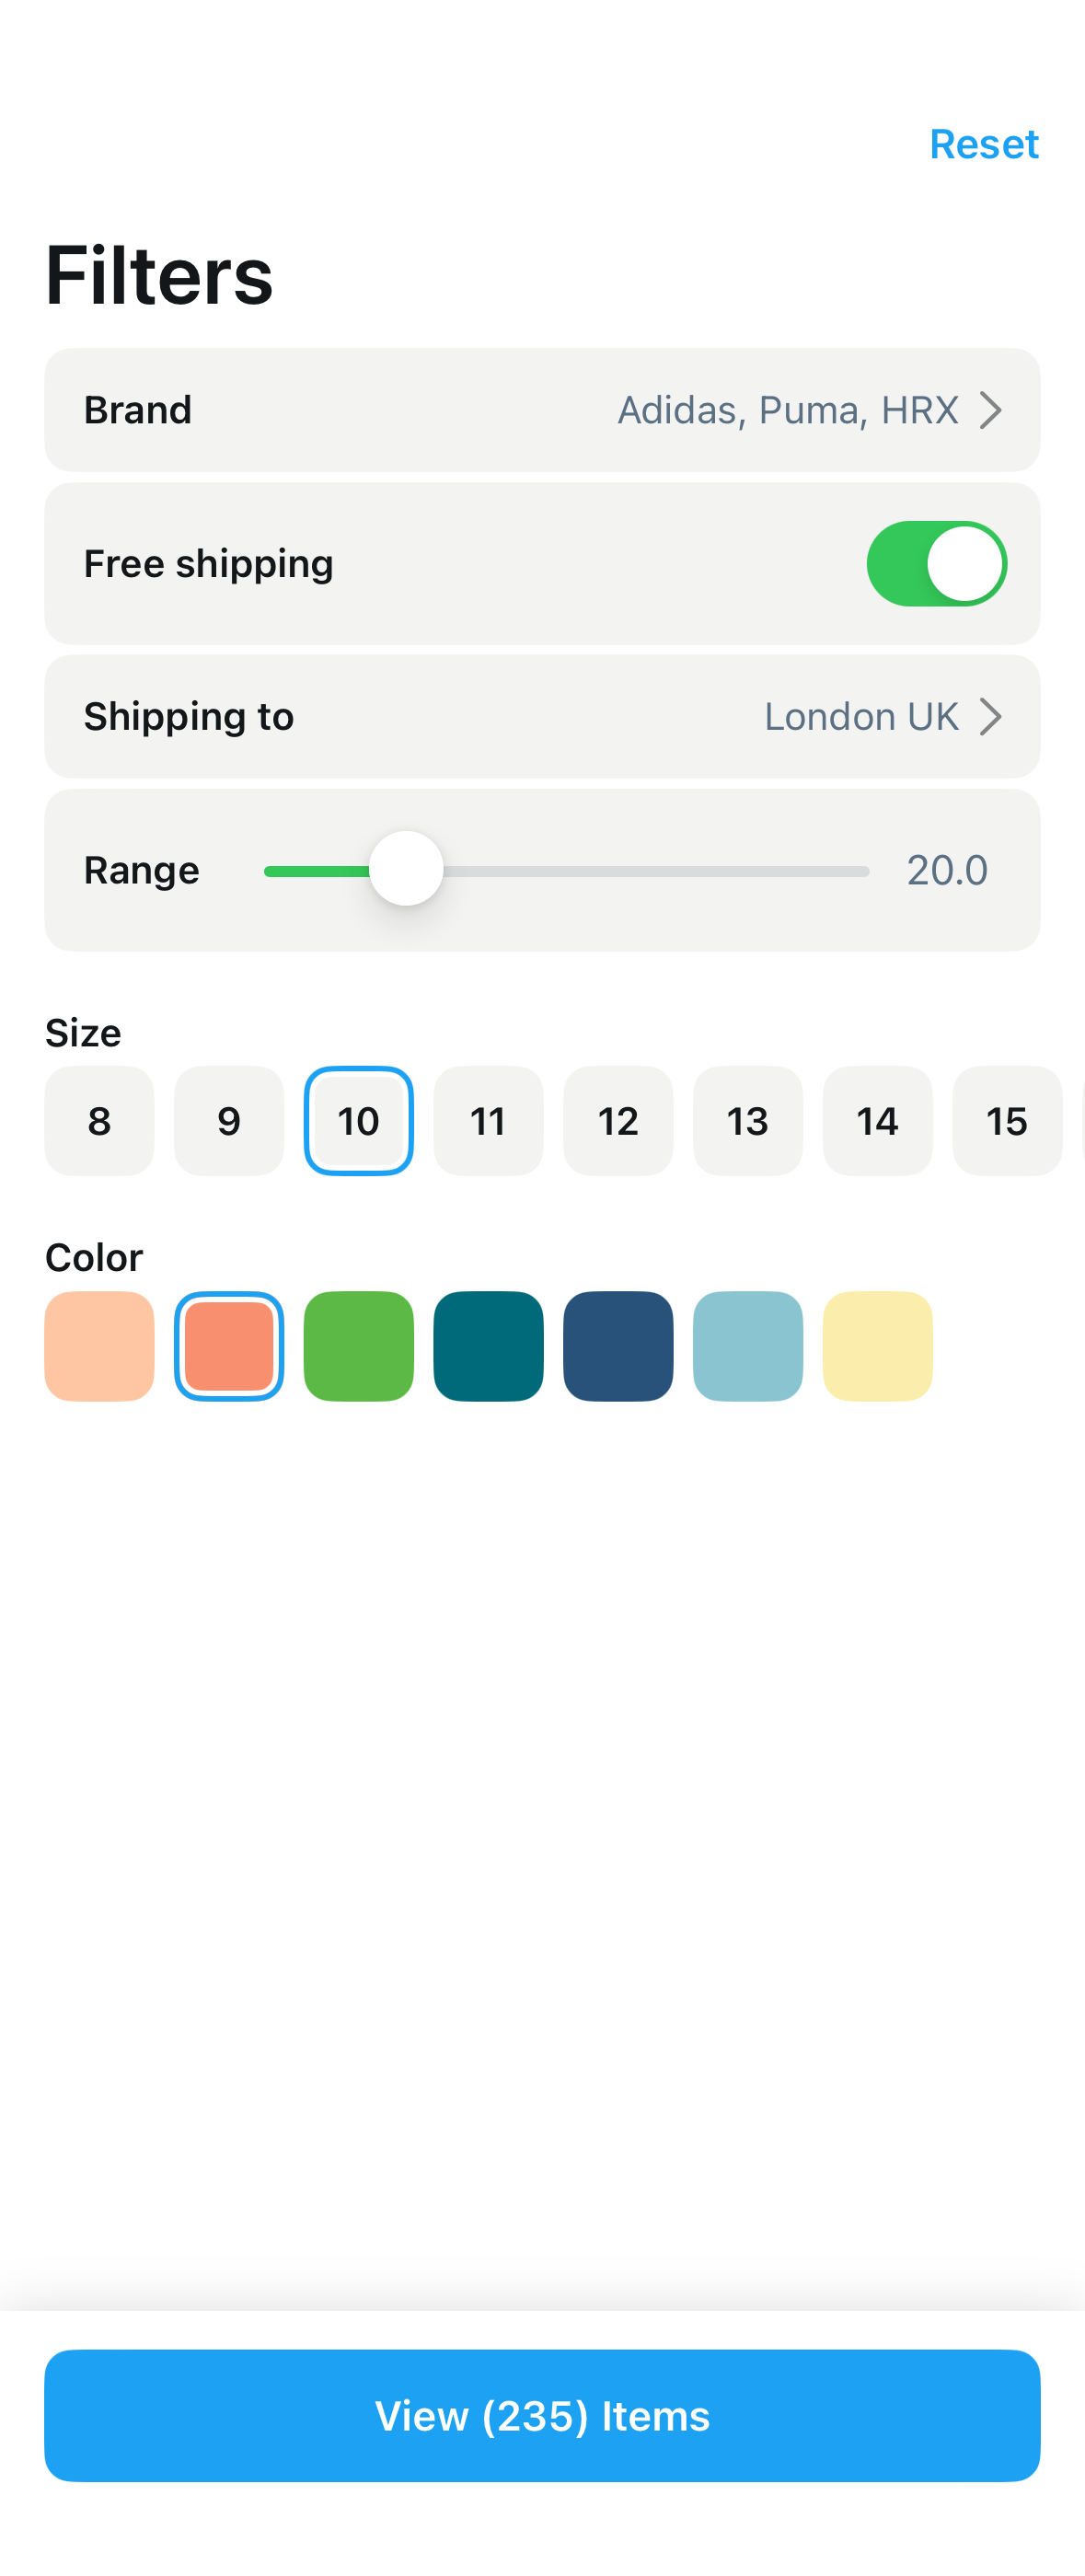 Reset
Filters
Brand Adidas, Puma, HRX
Free shipping
Shipping to London UK
Range 20.0
Size
8 9 10 11 12 13 14 15
Color
View (235) Items